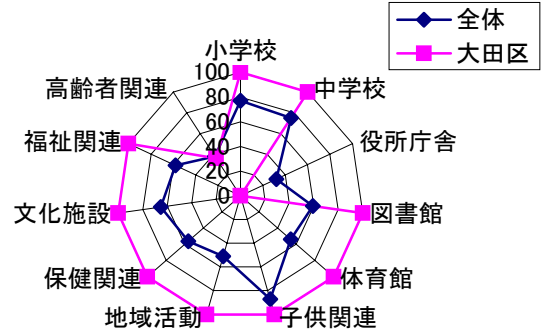 全体
大田区
小学校
中学校
役所庁舎
図書館
体育館
子供関連
地域活動
保健関連
文化施設
福祉関連
高齢者関連
100
80
60
40
20
0